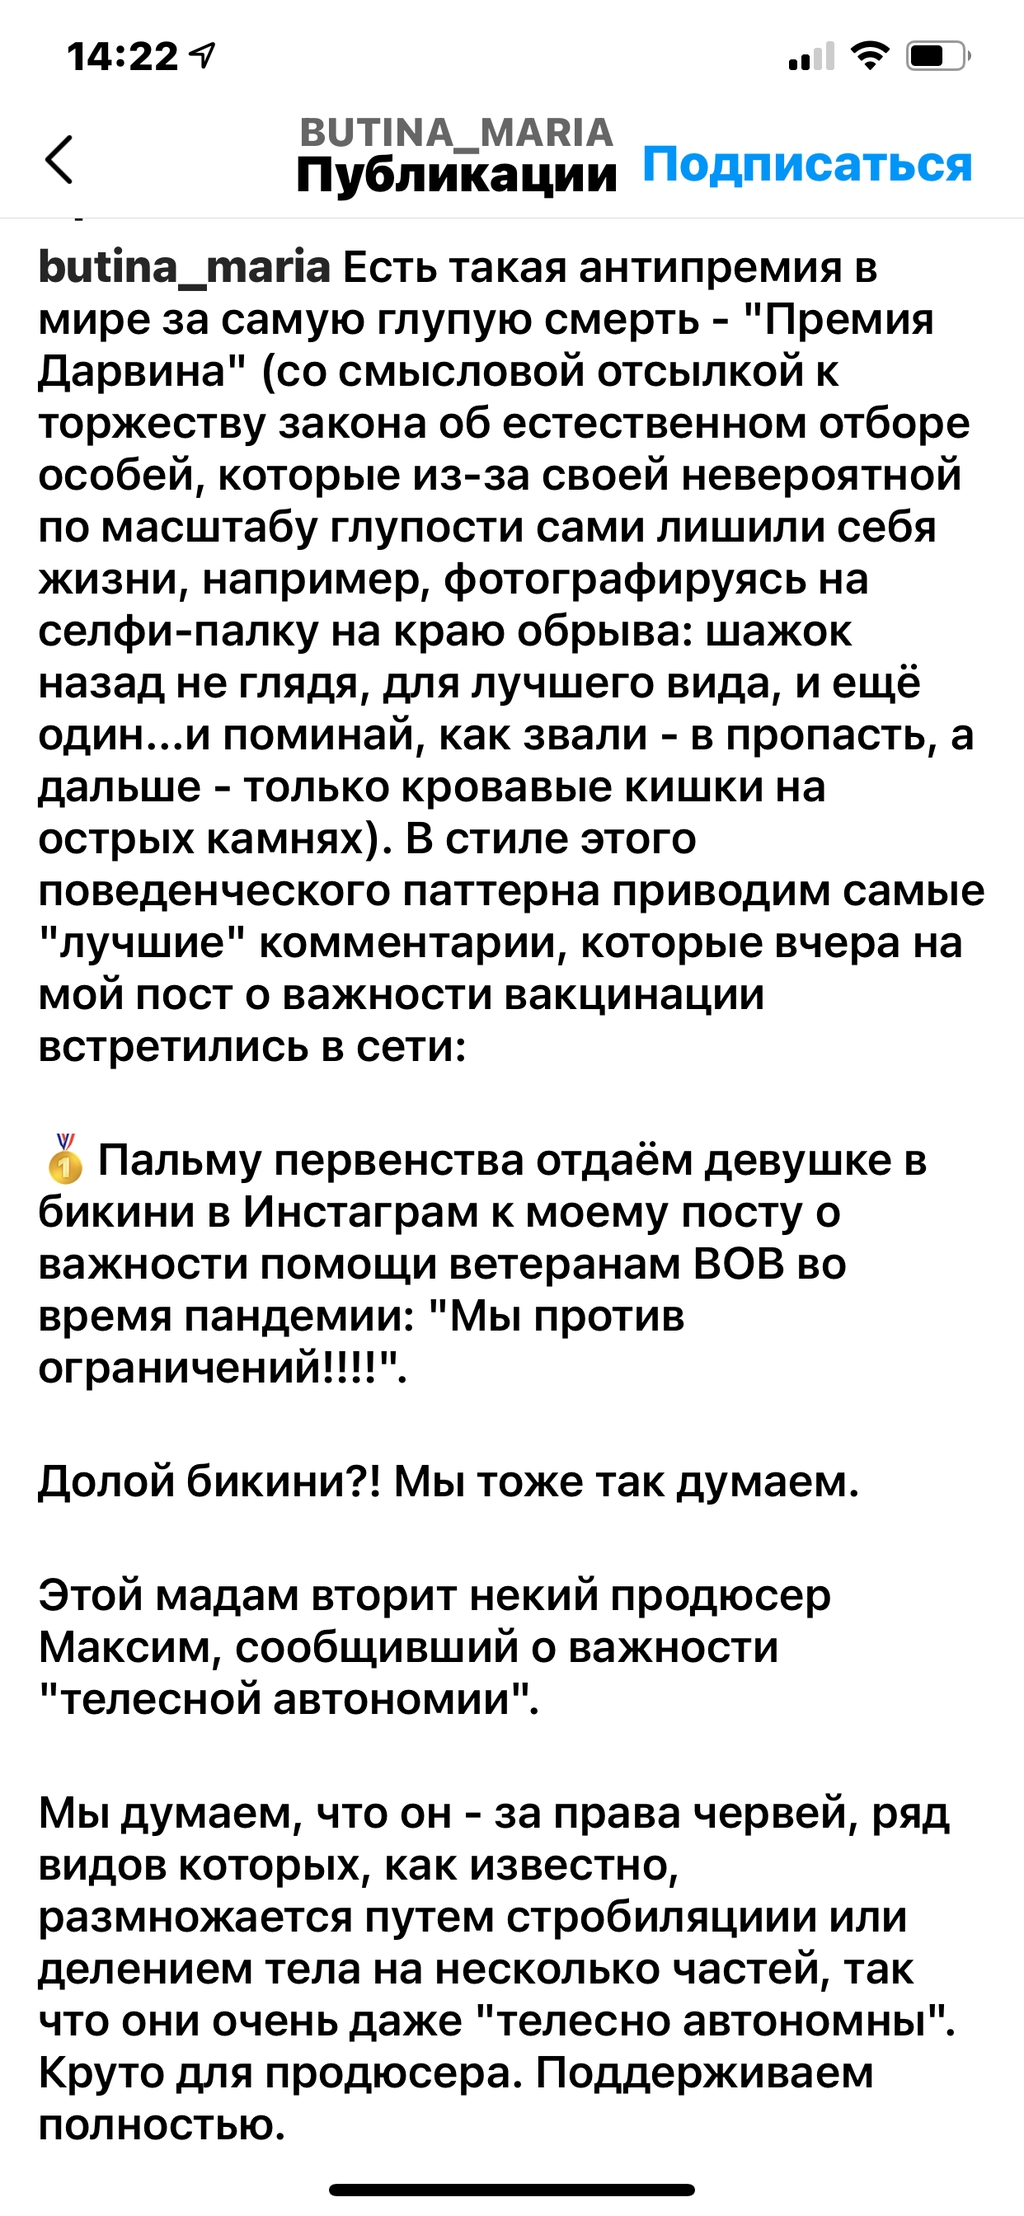 14:22
BUTINA_MARIA
Публикации
Подписаться
butina_maria Есть такая антипремия в
мире за самую глупую смерть - "Премия
Дарвина" (со смысловой отсылкой к
торжеству закона об естественном отборе
особей, которые из-за своей невероятной
по масштабу глупости сами лишили себя
жизни, например, фотографируясь на
селфи-палку на краю обрыва: шажок
назад не глядя, для лучшего вида, и ещё
один...и поминай, как звали - в пропасть, а
дальше - только кровавые кишки на
острых камнях). В стиле этого
поведенческого паттерна приводим самые
"лучшие" комментарии, которые вчера на
мой пост о важности вакцинации
встретились в сети:
🥇 Пальму первенства отдаём девушке в
бикини в Инстаграм к моему посту о
важности помощи ветеранам ВОВ во
время пандемии: "Мы против
ограничений!!!!".
Долой бикини?! Мы тоже так думаем.
Этой мадам вторит некий продюсер
Максим, сообщивший о важности
"телесной автономии".
Мы думаем, что он - за права червей, ряд
видов которых, как известно,
размножается путем стробиляциии или
делением тела на несколько частей, так
что они очень даже "телесно автономны".
Круто для продюсера. Поддерживаем
полностью.